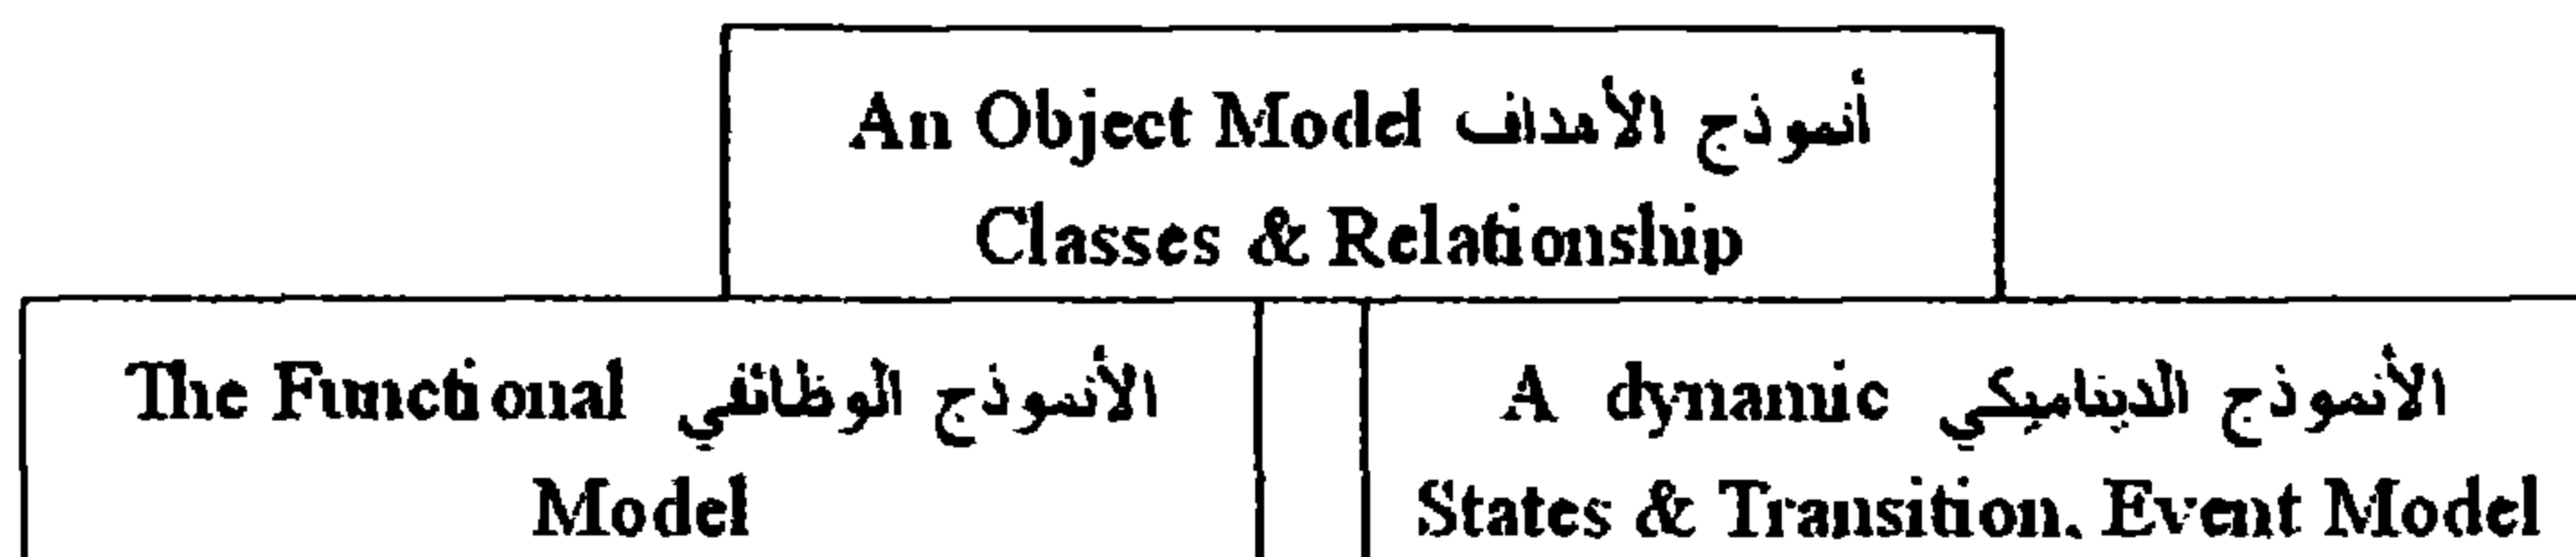 أنموذج الأهداف An Object Model
Classes & Relationship
الأنموذج الوظائفي The Functional
Model
الأنموذج الديناميكي A dynamic
States & Transition. Event Model